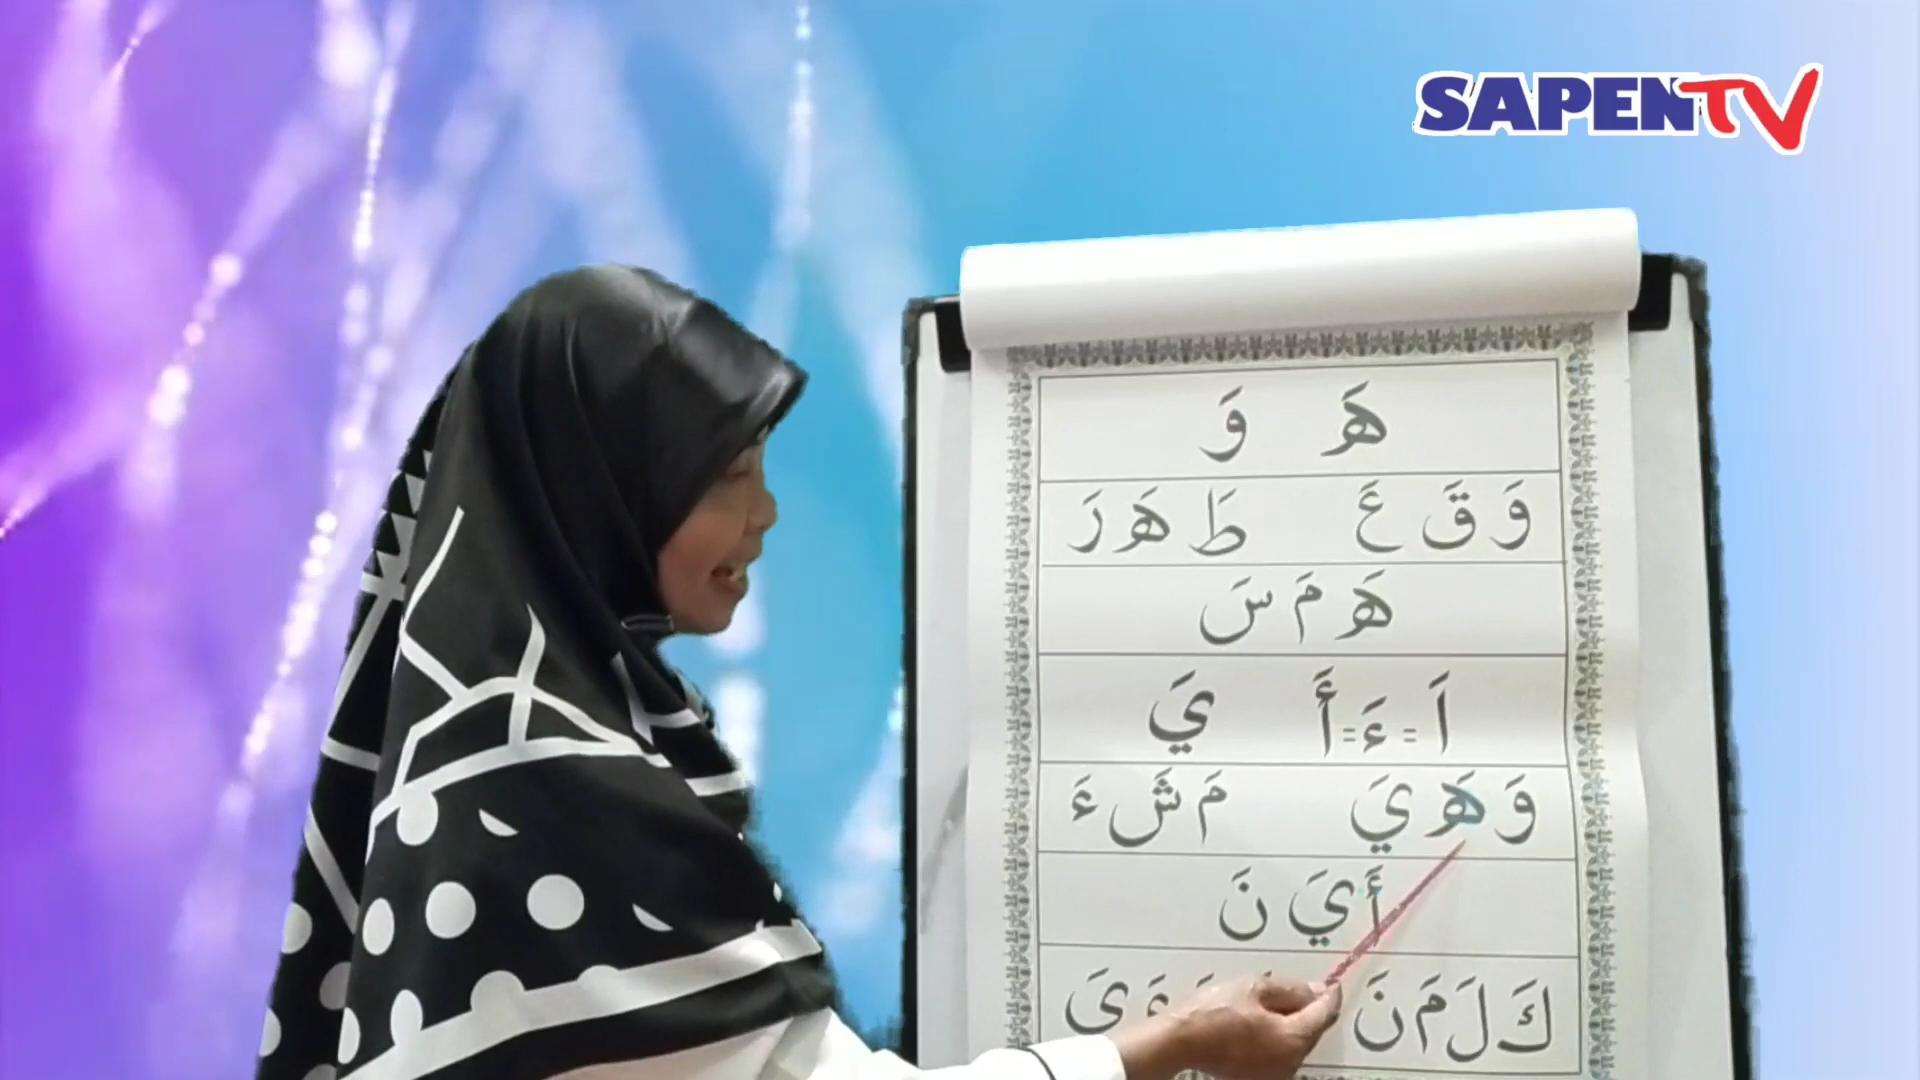 SAPENTV
هَ وَ
وَ قَ عَ طَ هَ رَ
هَ مَ سَ
اَ = ءَ = أَ يَ
وَ هَ يَ مَ شَ ءَ
أَ يَ نَ
كَ لَ مَ نَ